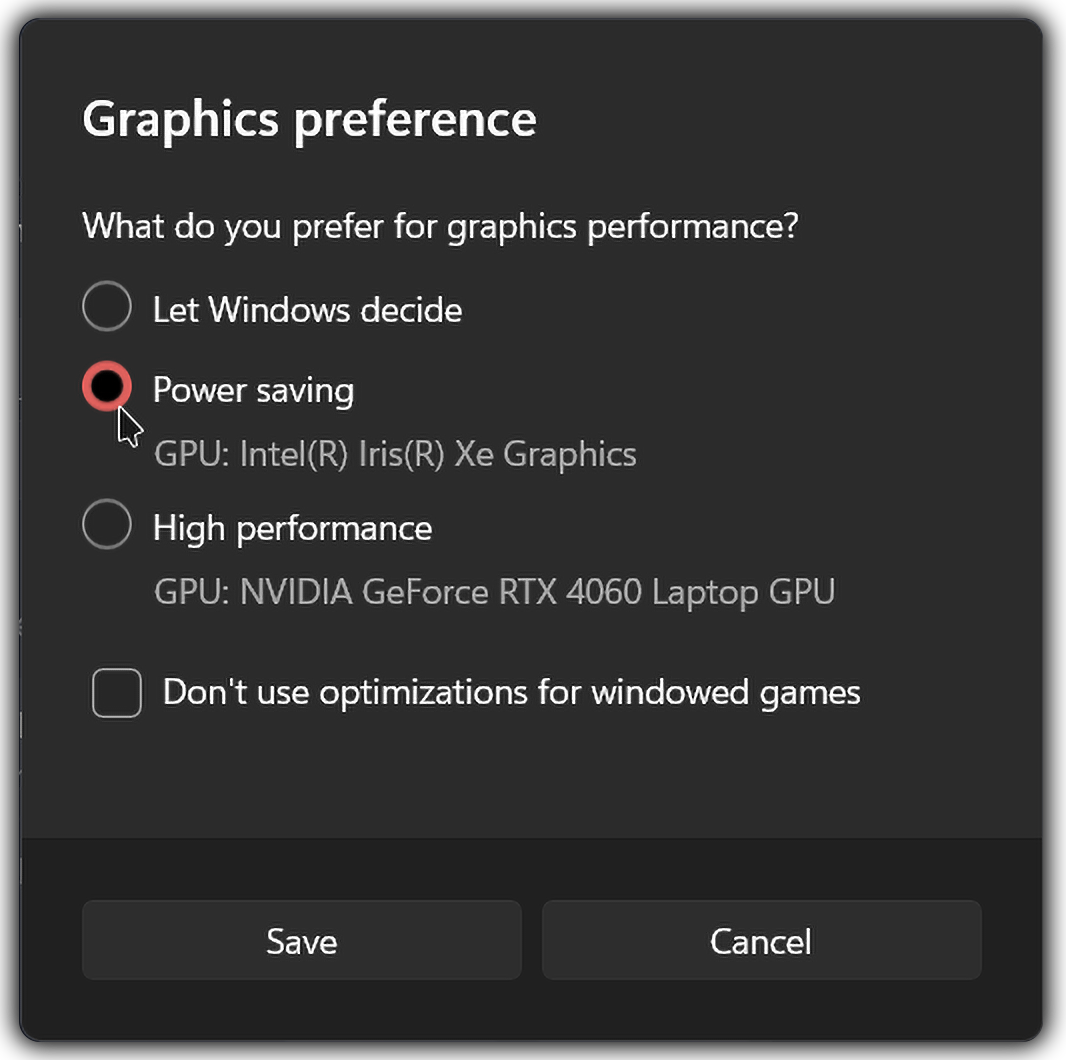 Graphics preference
What do you prefer for graphics performance?
Let Windows decide
Power saving
GPU: Intel(R) Iris(R) Xe Graphics
High performance
GPU: NVIDIA GeForce RTX 4060 Laptop GPU
Don't use optimizations for windowed games
Save
Cancel